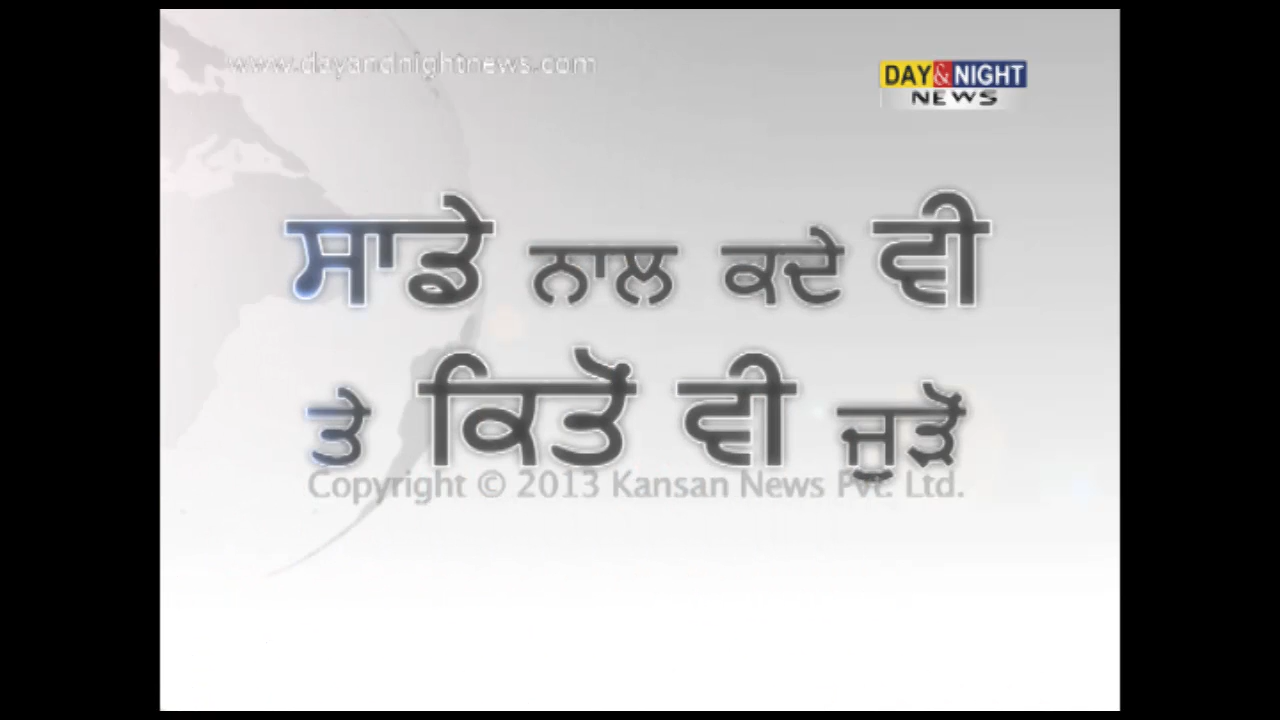 www.dayandnightnews.com
DAY&NIGHT
NEWS
ਸਾਡੇ ਨਾਲ ਕਦੇ ਵੀ
ਤੇ ਕਿਤੋਂ ਵੀ ਜੁੜੋਂ
Copyright © 2013 Kansan News Pvt. Ltd.